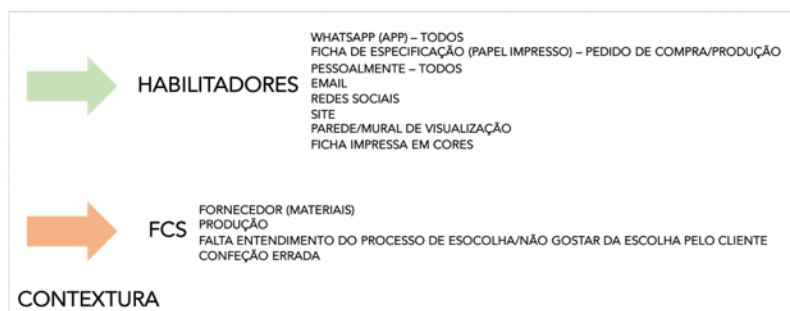 WHATSAPP (APP) – TODOS
FICHA DE ESPECIFICAÇÃO (PAPEL IMPRESSO) – PEDIDO DE COMPRA/PRODUÇÃO
PESSOALMENTE – TODOS
HABILITADORES EMAIL
REDES SOCIAIS
SITE
PAREDE/MURAL DE VISUALIZAÇÃO
FICHA IMPRESSA EM CORES
FORNECEDOR (MATERIAIS)
FCS PRODUÇÃO
FALTA ENTENDIMENTO DO PROCESSO DE ESOCOLHA/NÃO GOSTAR DA ESCOLHA PELO CLIENTE
CONFEÇÃO ERRADA
CONTEXTURA